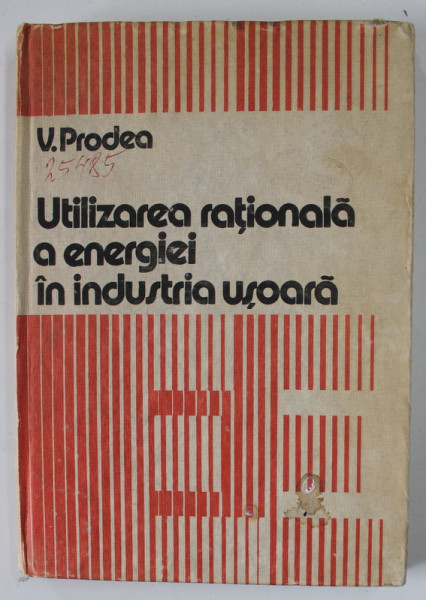 V.Prodea
25485
Utilizarea rațională
a energiei
în industria ușoară